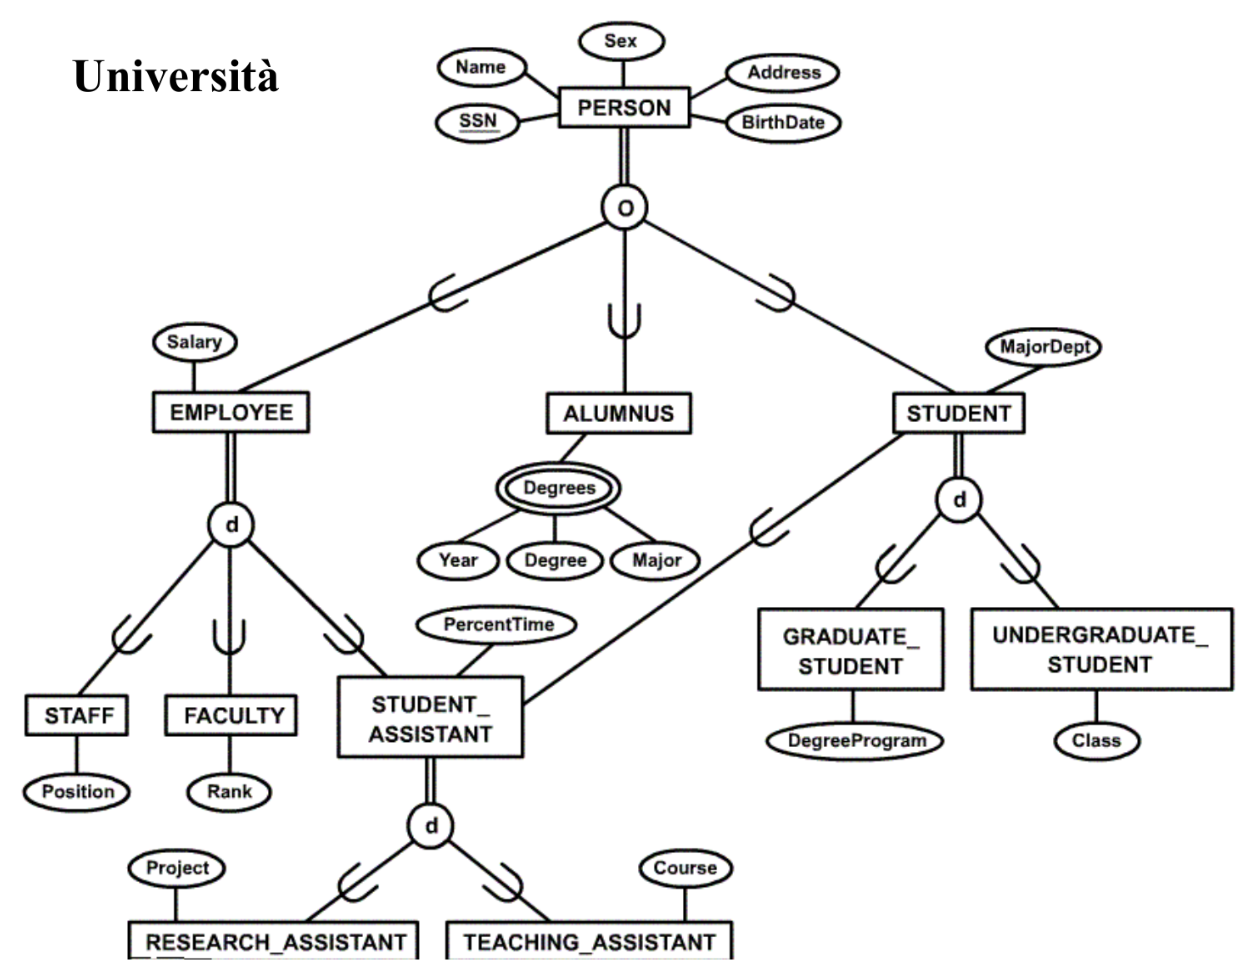 Università
Sex
Name
Address
PERSON
SSN
BirthDate
O
Salary
MajorDept
EMPLOYEE
ALUMNUS
STUDENT
Degrees
d
d
Year
Degree
Major
PercentTime
GRADUATE_
STUDENT
UNDERGRADUATE_
STUDENT
STAFF
FACULTY
STUDENT_
ASSISTANT
DegreeProgram
Class
Position
Rank
d
Project
Course
RESEARCH_ASSISTANT
TEACHING_ASSISTANT